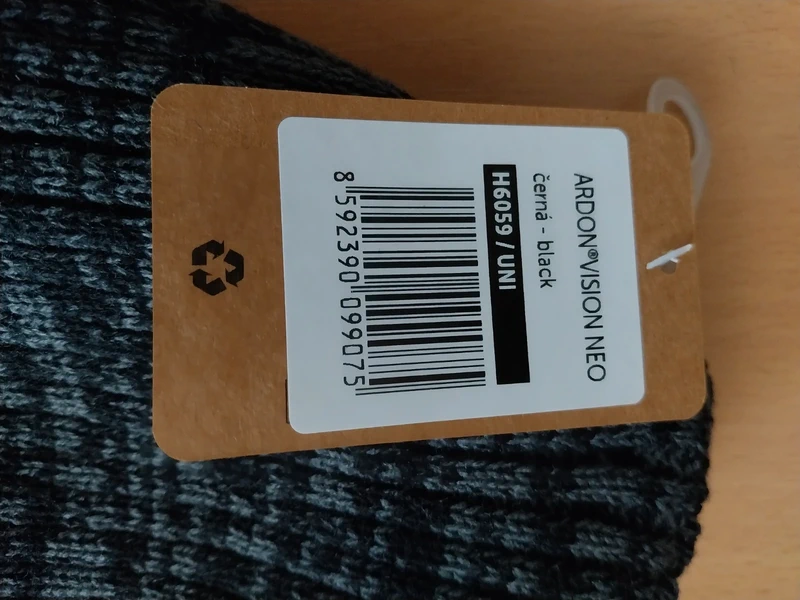 ARDON®VISION NEO
černá - black
H6059 / UNI
8 592390 099075